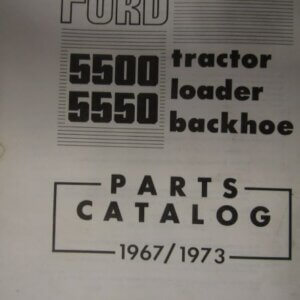 FORD
5500 tractor
5550 loader
backhoe
PARTS
CATALOG
1967/1973